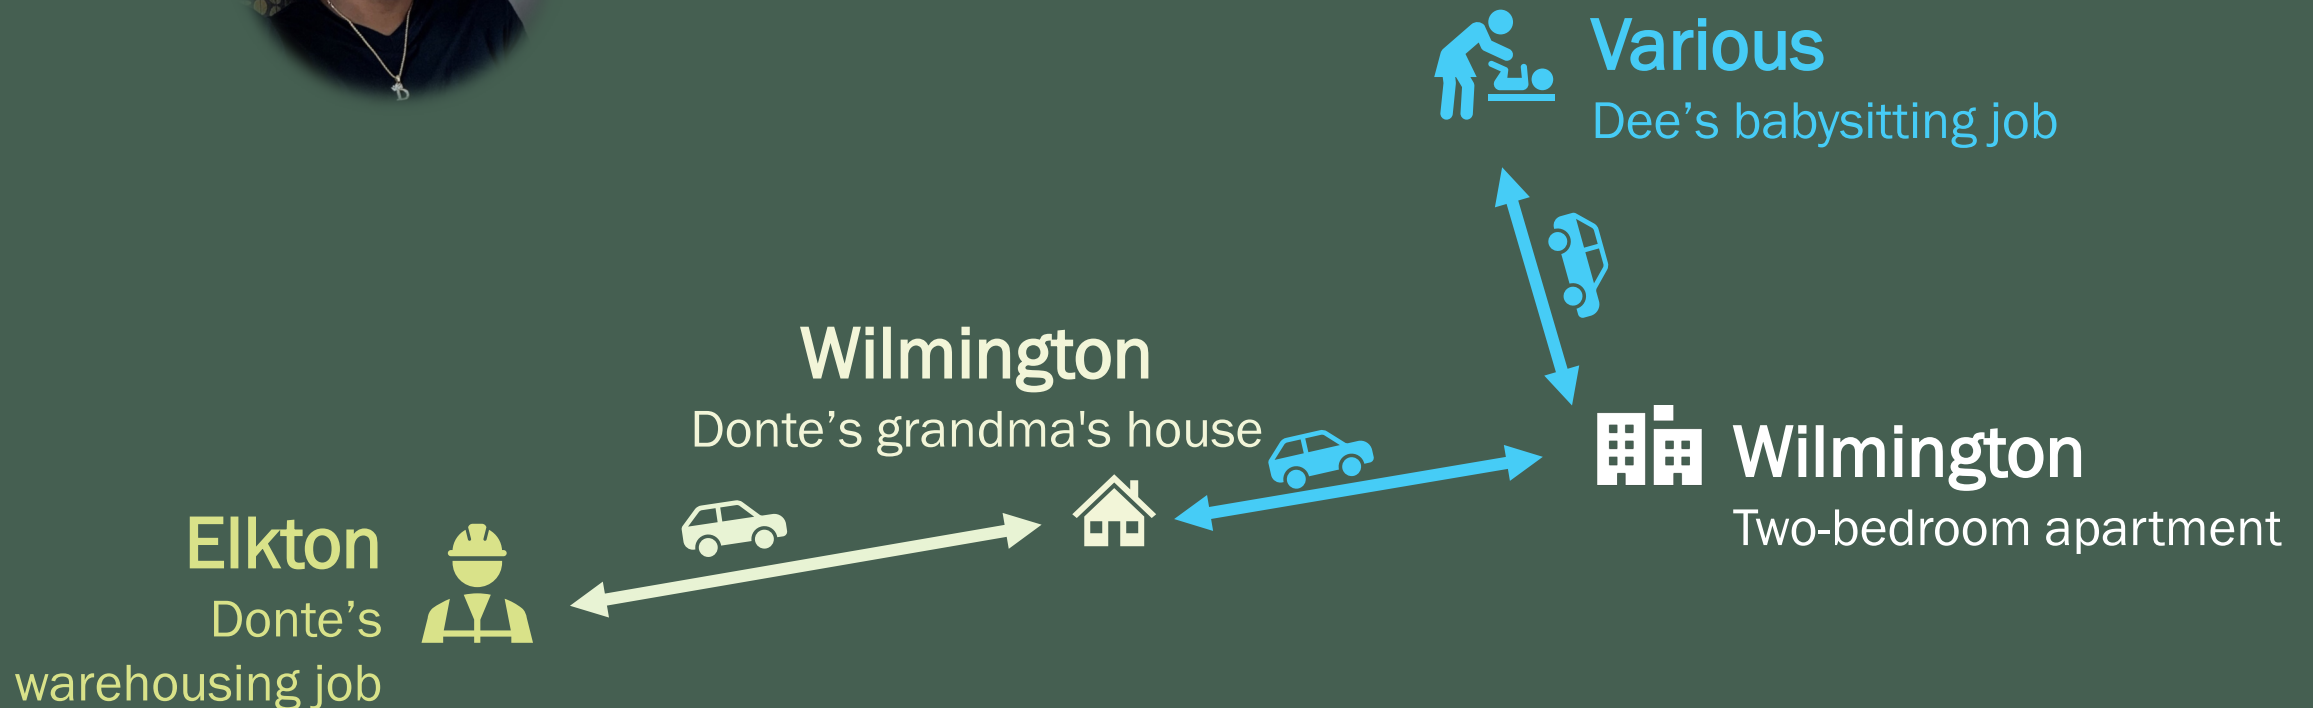 Various
Dee’s babysitting job
Wilmington
Donte’s grandma's house
Wilmington
Two-bedroom apartment
Elkton
Donte’s
warehousing job
D